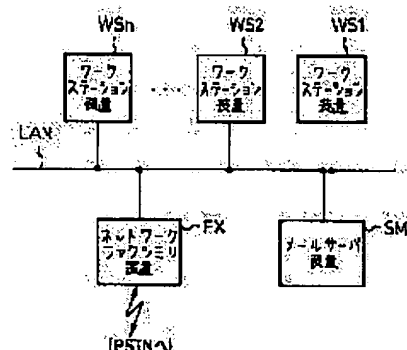 WSn
WS2
WS1
ワーク
ステーション
装置
ワーク
ステーション
装置
ワーク
ステーション
装置
LAN
ネットワーク
ファクシミリ
装置
FX
メールサーバ
装置
SM
(PSTNへ)